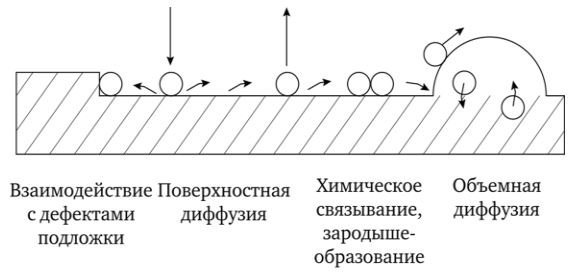 Взаимодействие
с дефектами
подложки
Поверхностная
диффузия
Химическое
связывание,
зародыше-
образование
Объемная
диффузия